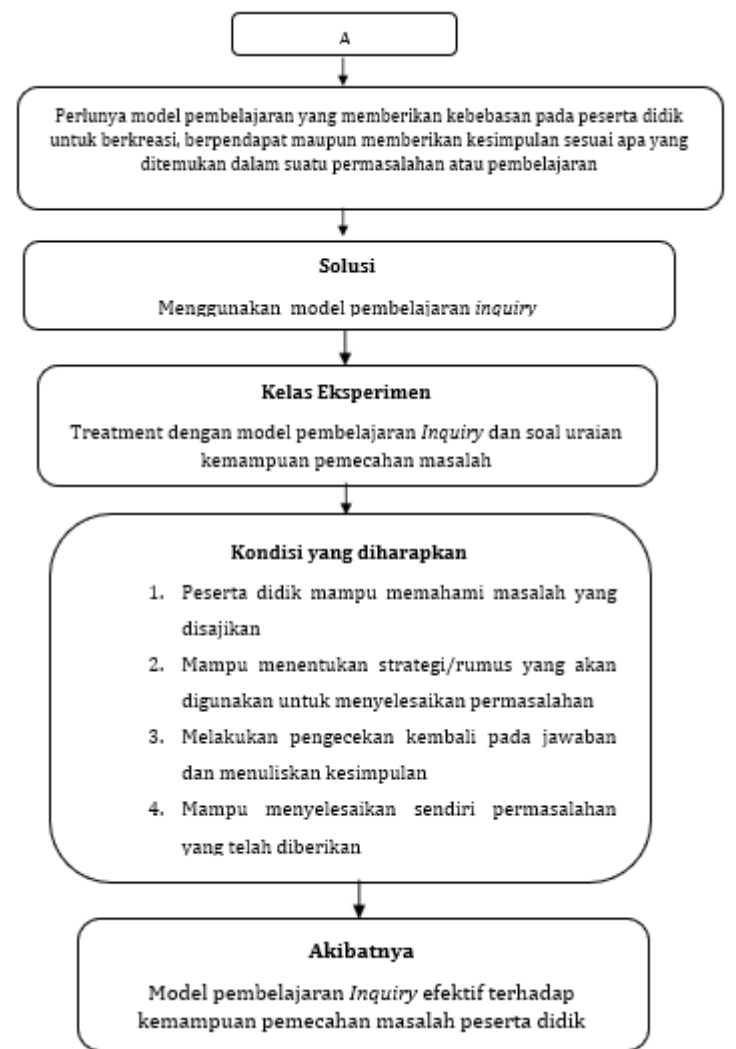 A
Perlunya model pembelajaran yang memberikan kebebasan pada peserta didik
untuk berkreasi, berpendapat maupun memberikan kesimpulan sesuai apa yang
ditemukan dalam suatu permasalahan atau pembelajaran
Solusi
Menggunakan model pembelajaran inquiry
Kelas Eksperimen
Treatment dengan model pembelajaran Inquiry dan soal uraian
kemampuan pemecahan masalah
Kondisi yang diharapkan
1. Peserta didik mampu memahami masalah yang
disajikan
2. Mampu menentukan strategi/rumus yang akan
digunakan untuk menyelesaikan permasalahan
3. Melakukan pengecekan kembali pada jawaban
dan menuliskan kesimpulan
4. Mampu menyelesaikan sendiri permasalahan
yang telah diberikan
Akibatnya
Model pembelajaran Inquiry efektif terhadap
kemampuan pemecahan masalah peserta didik